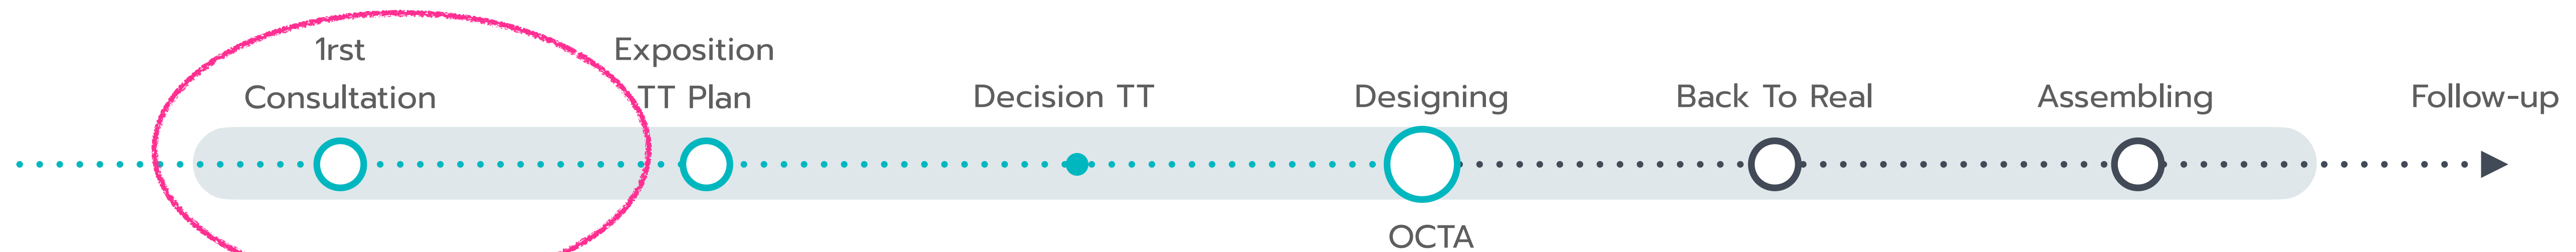 1rst
Consultation
Exposition
TT Plan
Decision TT
Designing
Back To Real
Assembling
Follow-up
OCTA